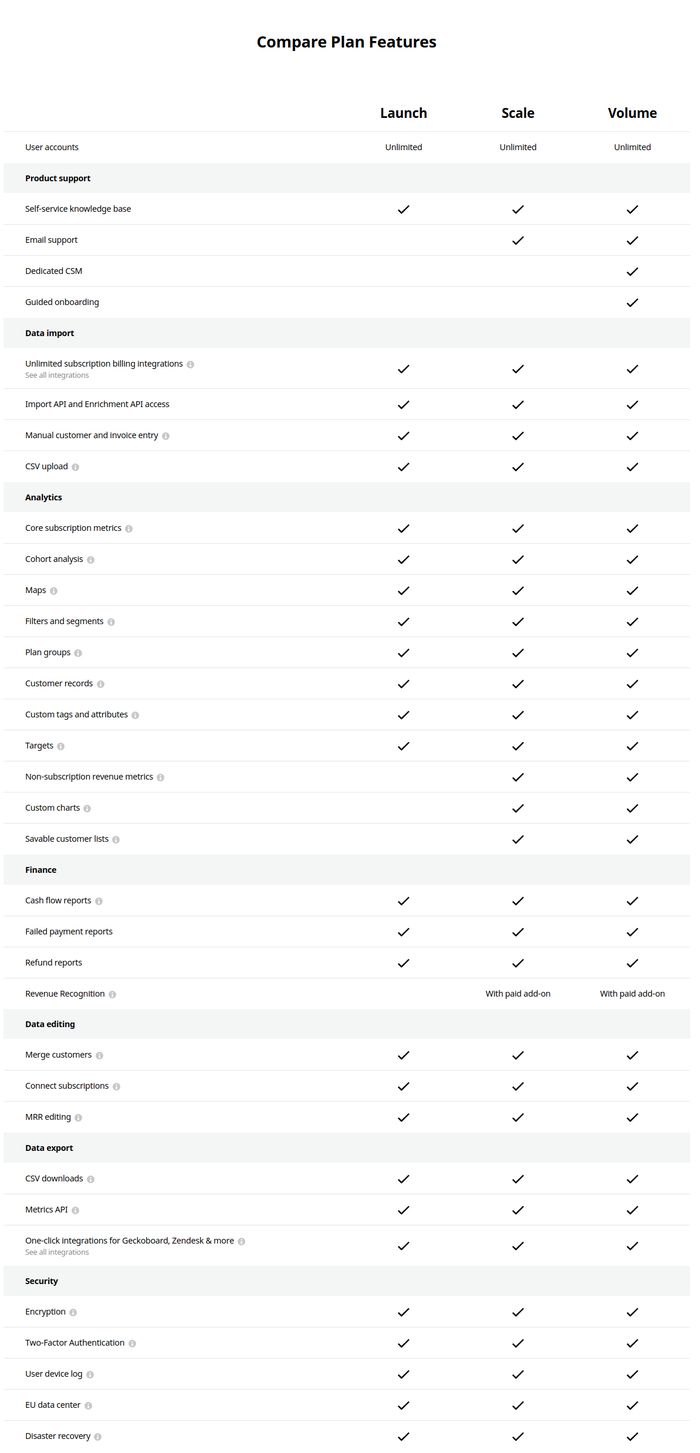 Compare Plan Features
Launch Scale Volume
User accounts Unlimited Unlimited Unlimited
Product support
Self-service knowledge base
Email support
Dedicated CSM
Guided onboarding
Data import
Unlimited subscription billing integrations
See all integrations
Import API and Enrichment API access
Manual customer and invoice entry
CSV upload
Analytics
Core subscription metrics
Cohort analysis
Maps
Filters and segments
Plan groups
Customer records
Custom tags and attributes
Targets
Non-subscription revenue metrics
Custom charts
Savable customer lists
Finance
Cash flow reports
Failed payment reports
Refund reports
Revenue Recognition With paid add-on With paid add-on
Data editing
Merge customers
Connect subscriptions
MRR editing
Data export
CSV downloads
Metrics API
One-click integrations for Geckoboard, Zendesk & more
See all integrations
Security
Encryption
Two-Factor Authentication
User device log
EU data center
Disaster recovery